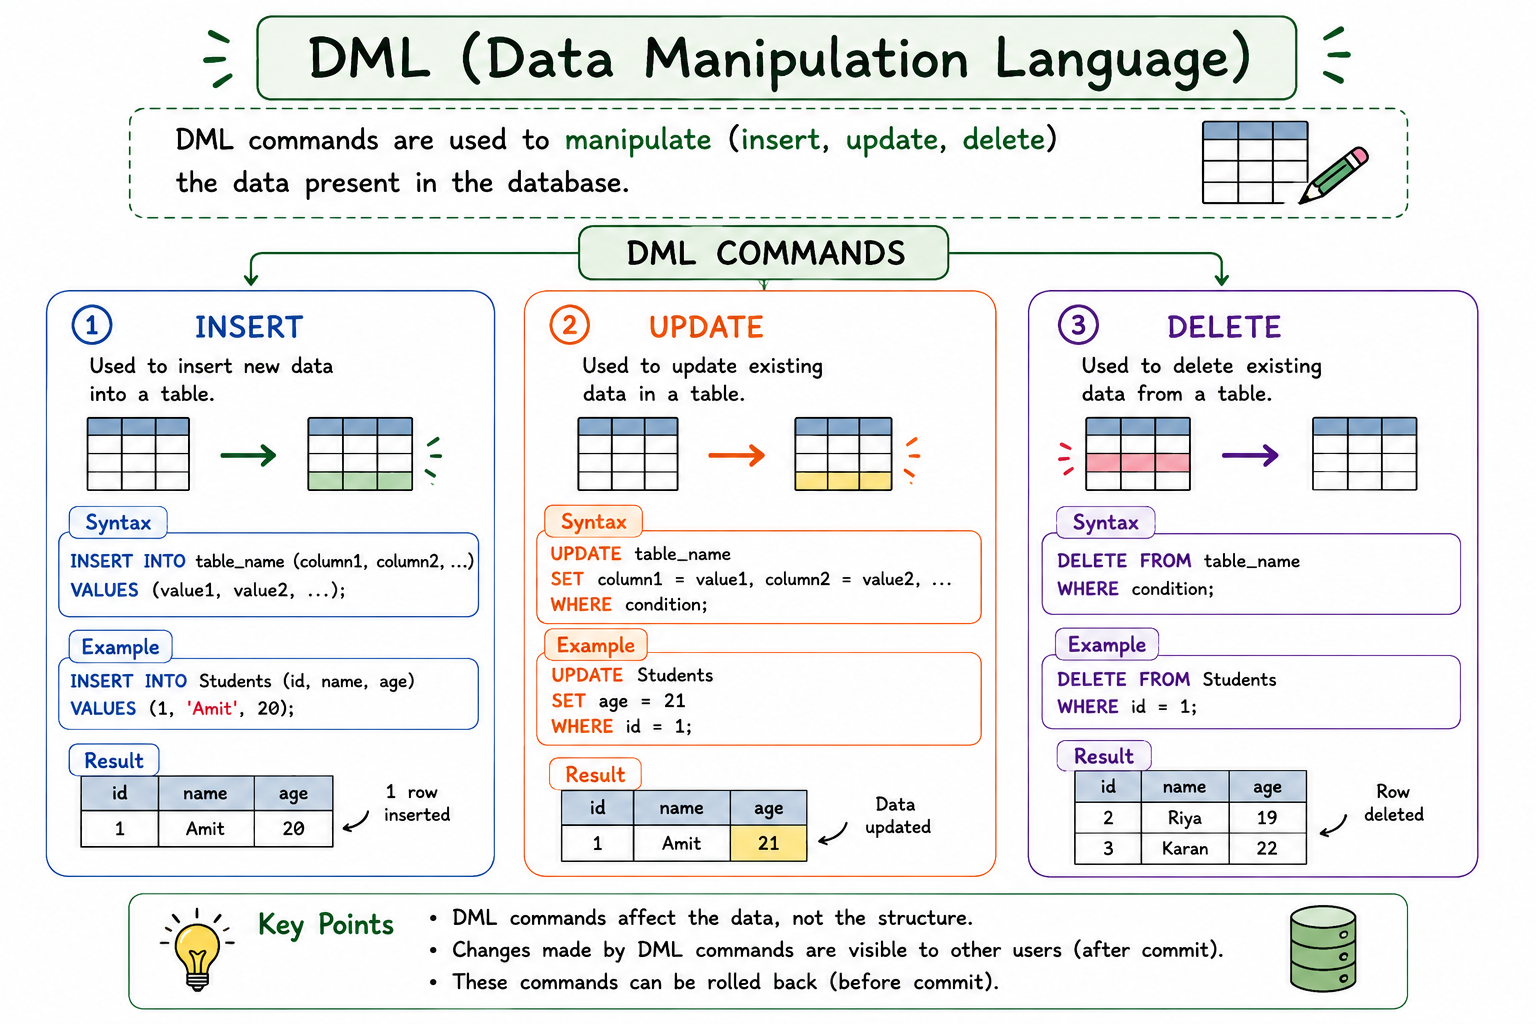 DML (Data Manipulation Language)
DML commands are used to manipulate (insert, update, delete)
the data present in the database.
DML COMMANDS
1 INSERT
Used to insert new data
into a table.
Syntax
INSERT INTO table_name (column1, column2, ...)
VALUES (value1, value2, ...);
Example
INSERT INTO Students (id, name, age)
VALUES (1, 'Amit', 20);
Result
id name age
1 Amit 20
1 row
inserted
2 UPDATE
Used to update existing
data in a table.
Syntax
UPDATE table_name
SET column1 = value1, column2 = value2, ...
WHERE condition;
Example
UPDATE Students
SET age = 21
WHERE id = 1;
Result
id name age
1 Amit 21
Data
updated
3 DELETE
Used to delete existing
data from a table.
Syntax
DELETE FROM table_name
WHERE condition;
Example
DELETE FROM Students
WHERE id = 1;
Result
id name age
2 Riya 19
3 Karan 22
Row
deleted
Key Points
• DML commands affect the data, not the structure.
• Changes made by DML commands are visible to other users (after commit).
• These commands can be rolled back (before commit).